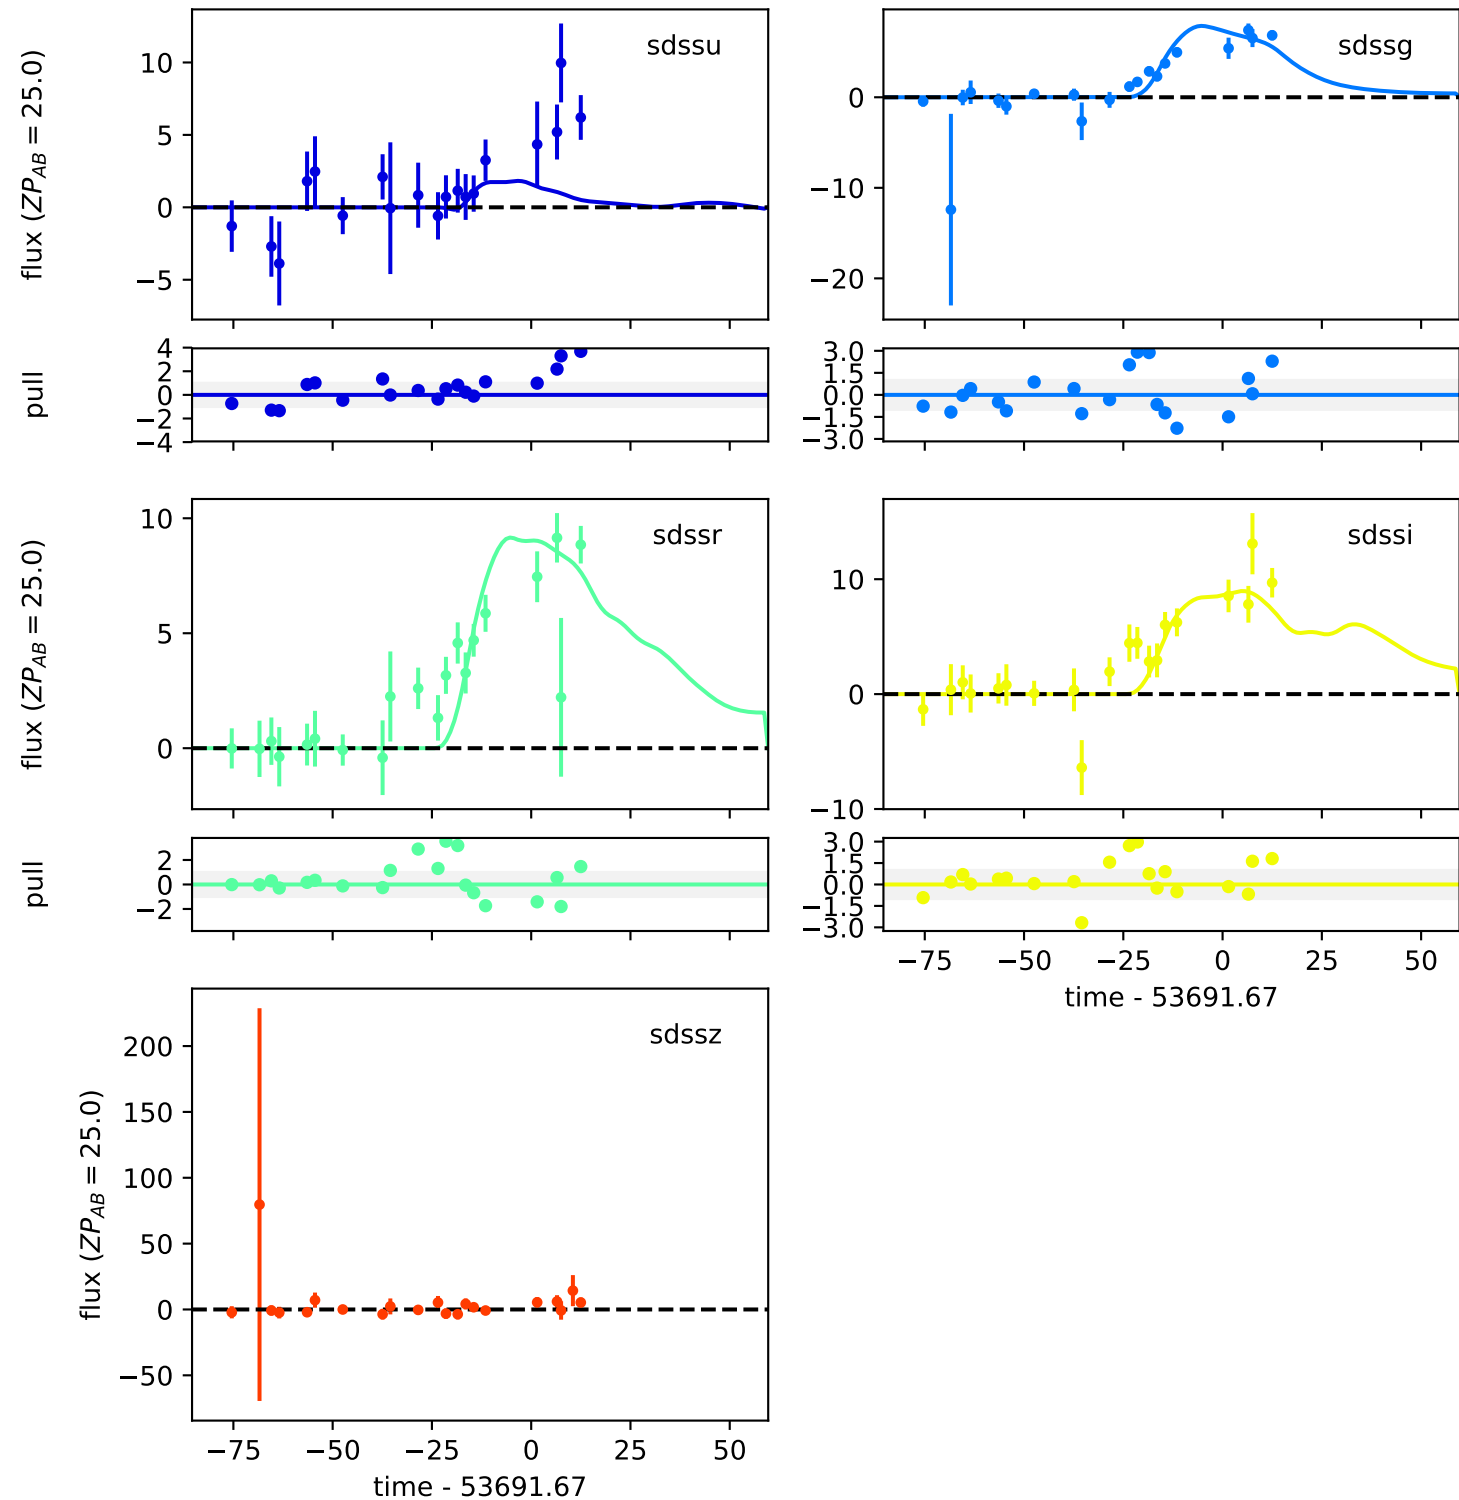 sdssu
flux (ZP_AB = 25.0)
10
5
0
−5
sdssg
0
−10
−20
pull
4
2
0
−2
−4
3.0
1.5
0.0
−1.5
−3.0
sdssr
flux (ZP_AB = 25.0)
10
5
0
sdssi
10
0
−10
pull
2
0
−2
3.0
1.5
0.0
−1.5
−3.0
−75 −50 −25 0 25 50
time - 53691.67
sdssz
flux (ZP_AB = 25.0)
200
150
100
50
0
−50
−75 −50 −25 0 25 50
time - 53691.67